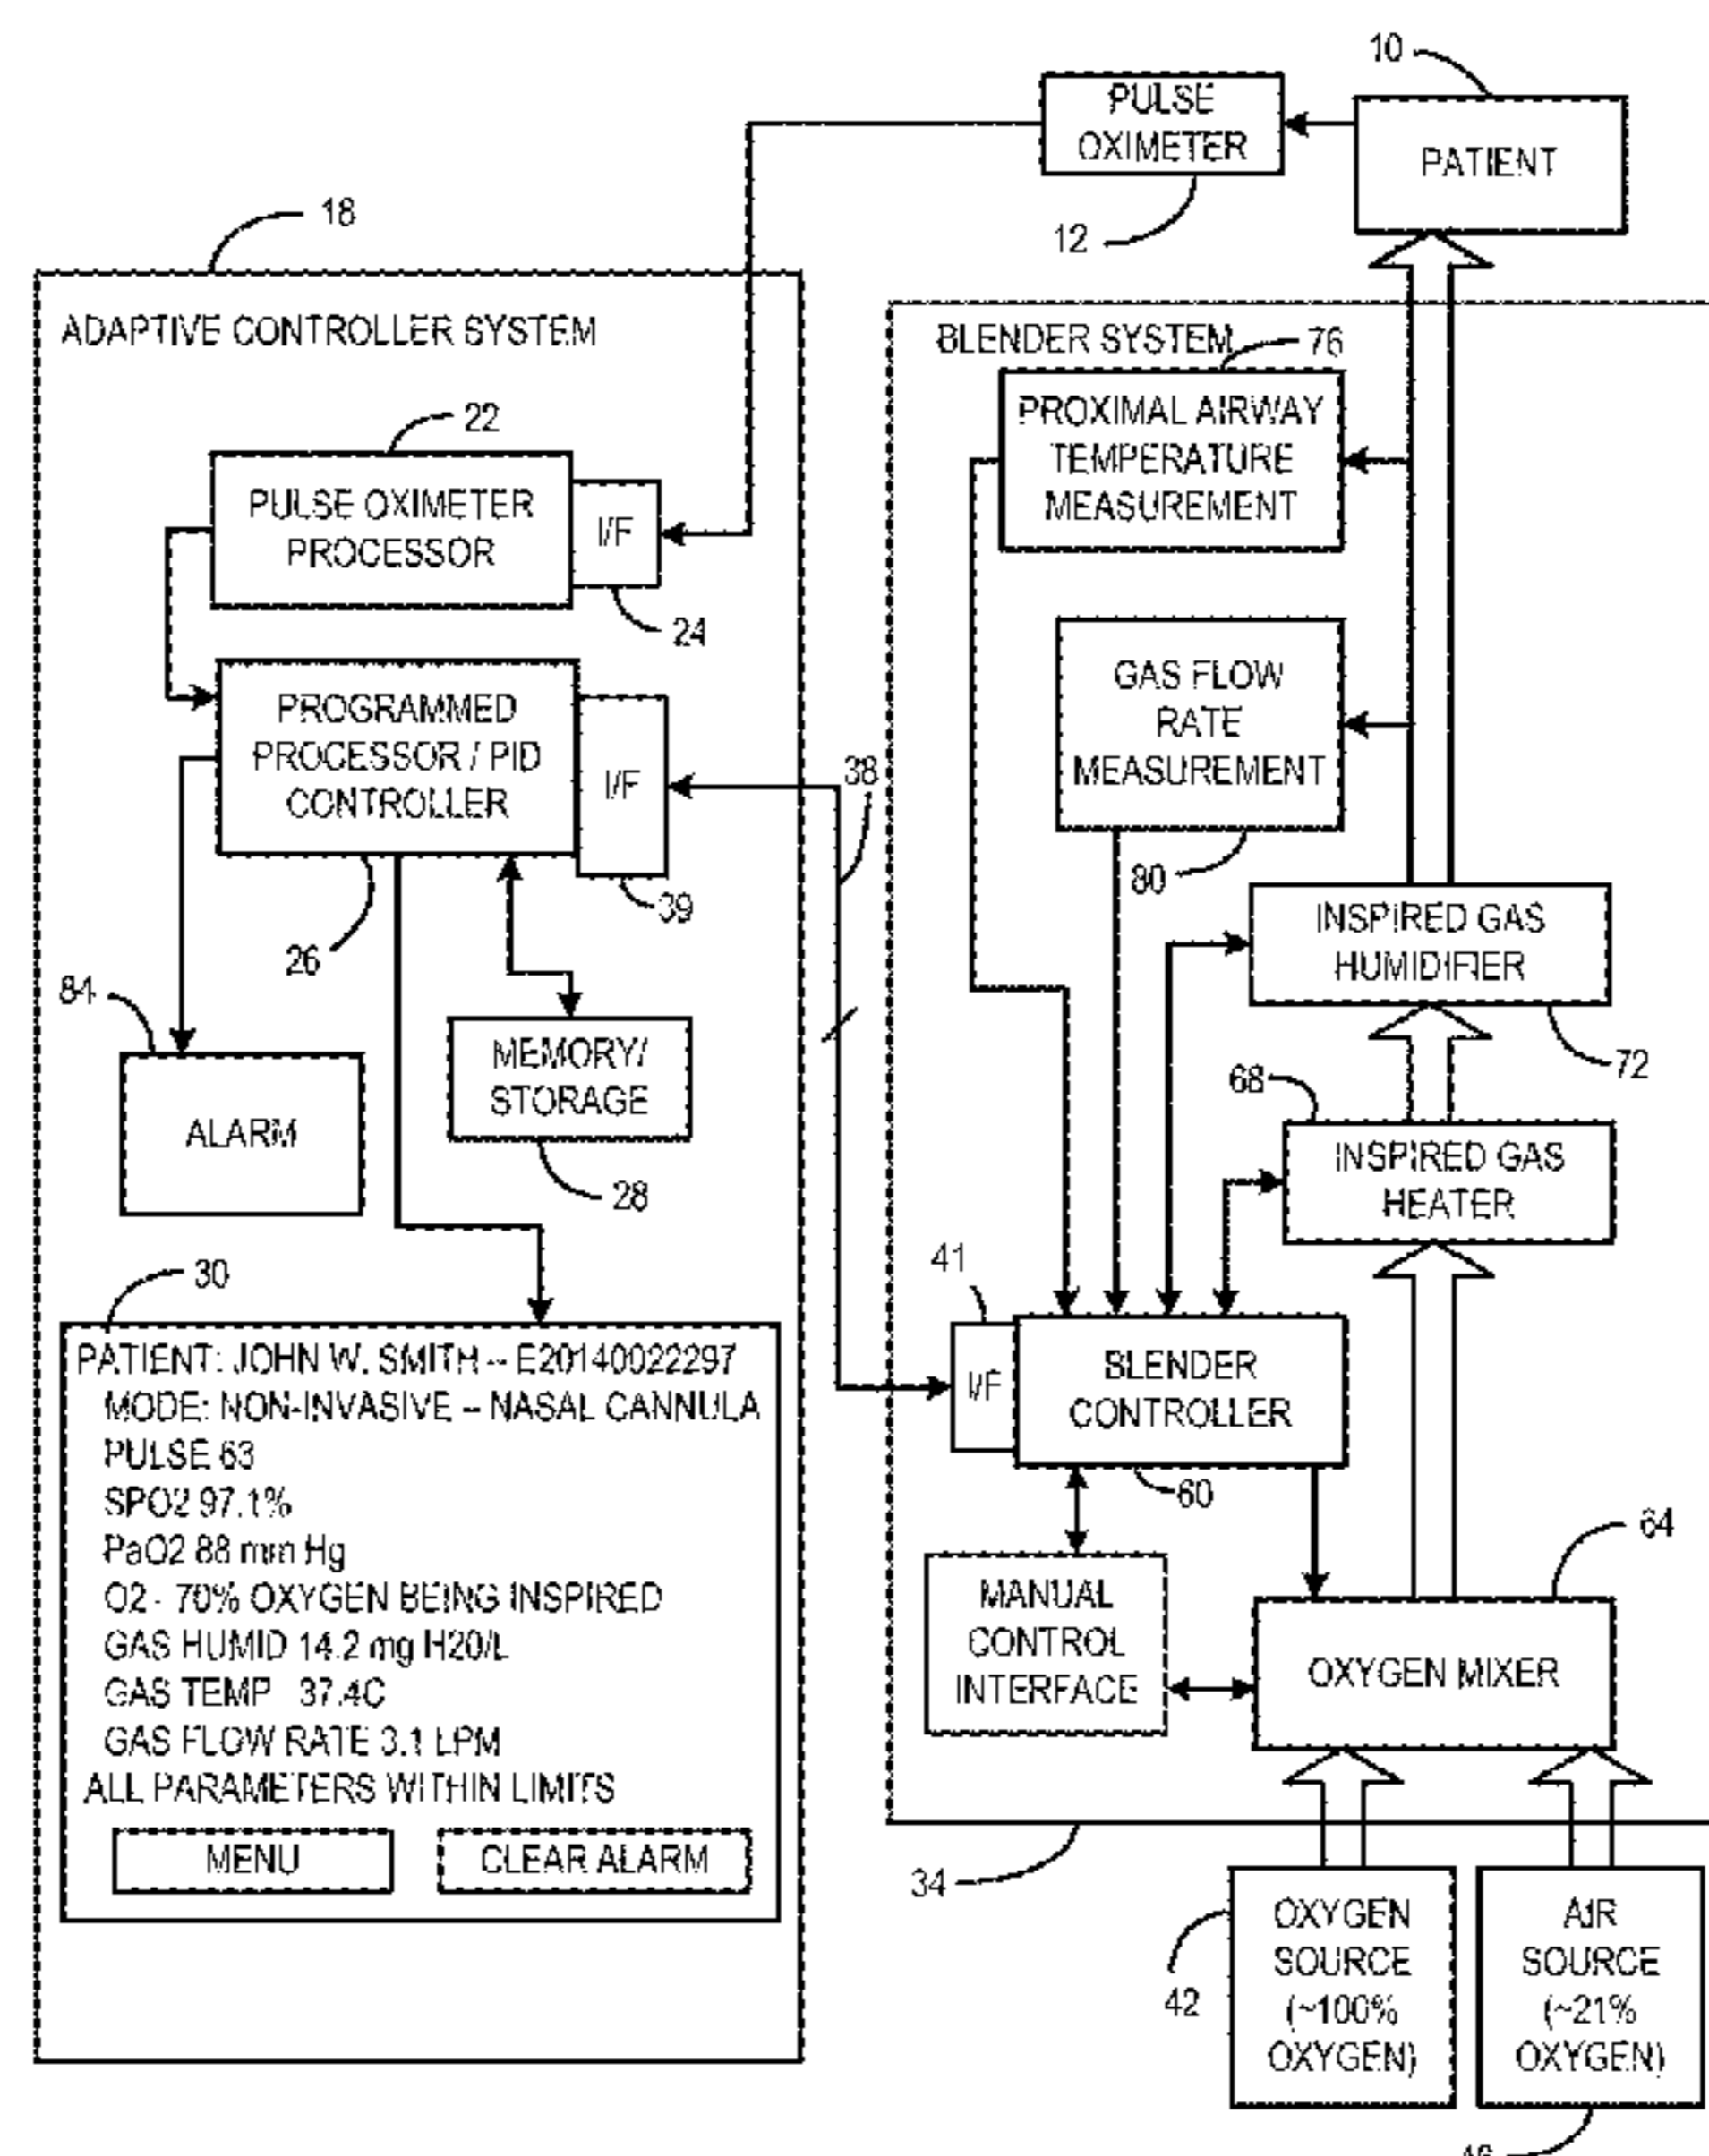 10
PULSE
OXIMETER
PATIENT
12
18
ADAPTIVE CONTROLLER SYSTEM
BLENDER SYSTEM
76
PROXIMAL AIRWAY
TEMPERATURE
MEASUREMENT
22
PULSE OXIMETER
PROCESSOR
I/F
24
GAS FLOW
RATE
MEASUREMENT
80
PROGRAMMED
PROCESSOR / PID
CONTROLLER
I/F
38
39
26
INSPIRED GAS
HUMIDIFIER
72
84
ALARM
MEMORY/
STORAGE
28
68
INSPIRED GAS
HEATER
41
I/F
BLENDER
CONTROLLER
60
30
PATIENT: JOHN W. SMITH -- E20140022297
MODE: NON-INVASIVE -- NASAL CANNULA
PULSE 63
SPO2 97.1%
PaO2 88 mm Hg
O2 - 70% OXYGEN BEING INSPIRED
GAS HUMID 14.2 mg H20/L
GAS TEMP 37.4C
GAS FLOW RATE 3.1 LPM
ALL PARAMETERS WITHIN LIMITS
MENU
CLEAR ALARM
64
MANUAL
CONTROL
INTERFACE
OXYGEN MIXER
34
42
OXYGEN
SOURCE
(~100%
OXYGEN)
AIR
SOURCE
(~21%
OXYGEN)